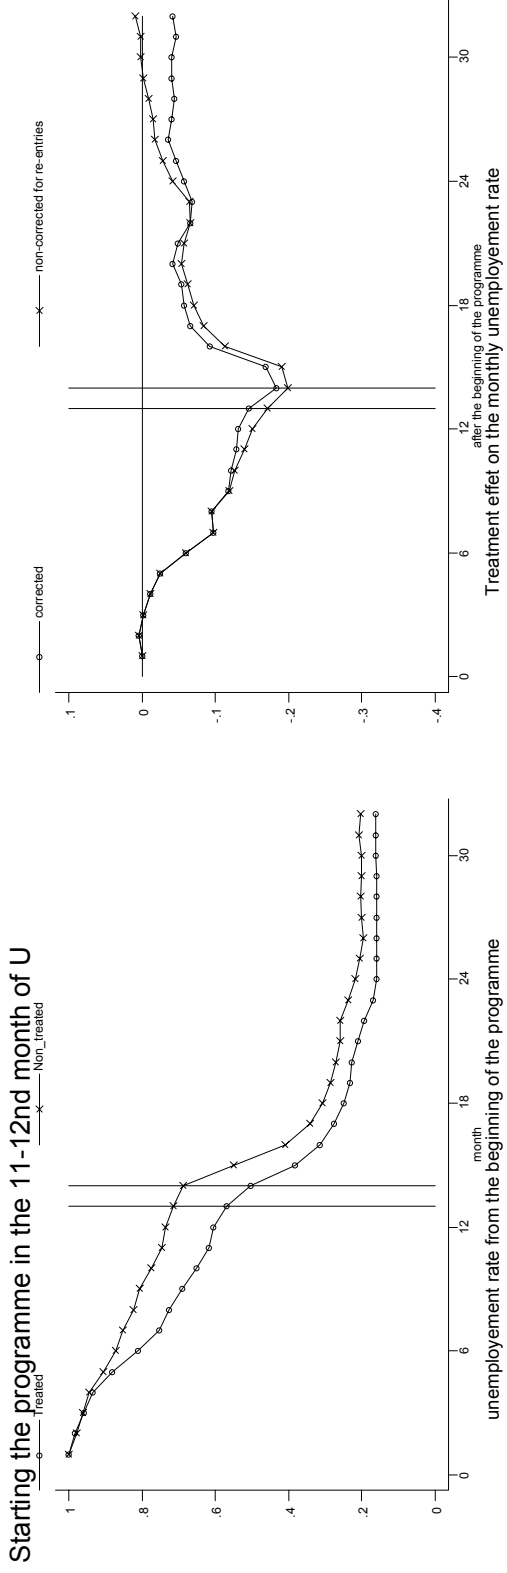 Starting the programme in the 11-12nd month of U
Treated
Non_treated
1
.8
.6
.4
.2
0
0
6
12
18
24
30
month
unemployement rate from the beginning of the programme
corrected
non-corrected for re-entries
.1
0
-.1
-.2
-.3
-.4
0
6
12
18
24
30
after the beginning of the programme
Treatment effet on the monthly unemployement rate